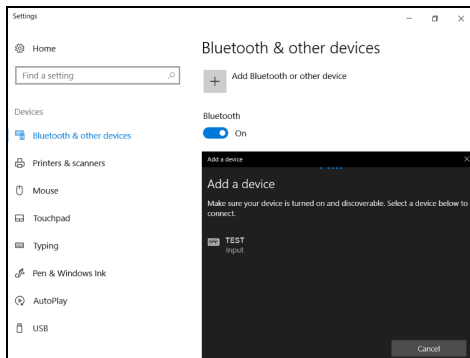 Settings
Home
Find a setting
Devices
Bluetooth & other devices
Printers & scanners
Mouse
Touchpad
Typing
Pen & Windows Ink
AutoPlay
USB
Bluetooth & other devices
Add Bluetooth or other device
Bluetooth
On
Add a device
Add a device
Make sure your device is turned on and discoverable. Select a device below to
connect.
TEST
Input
Cancel